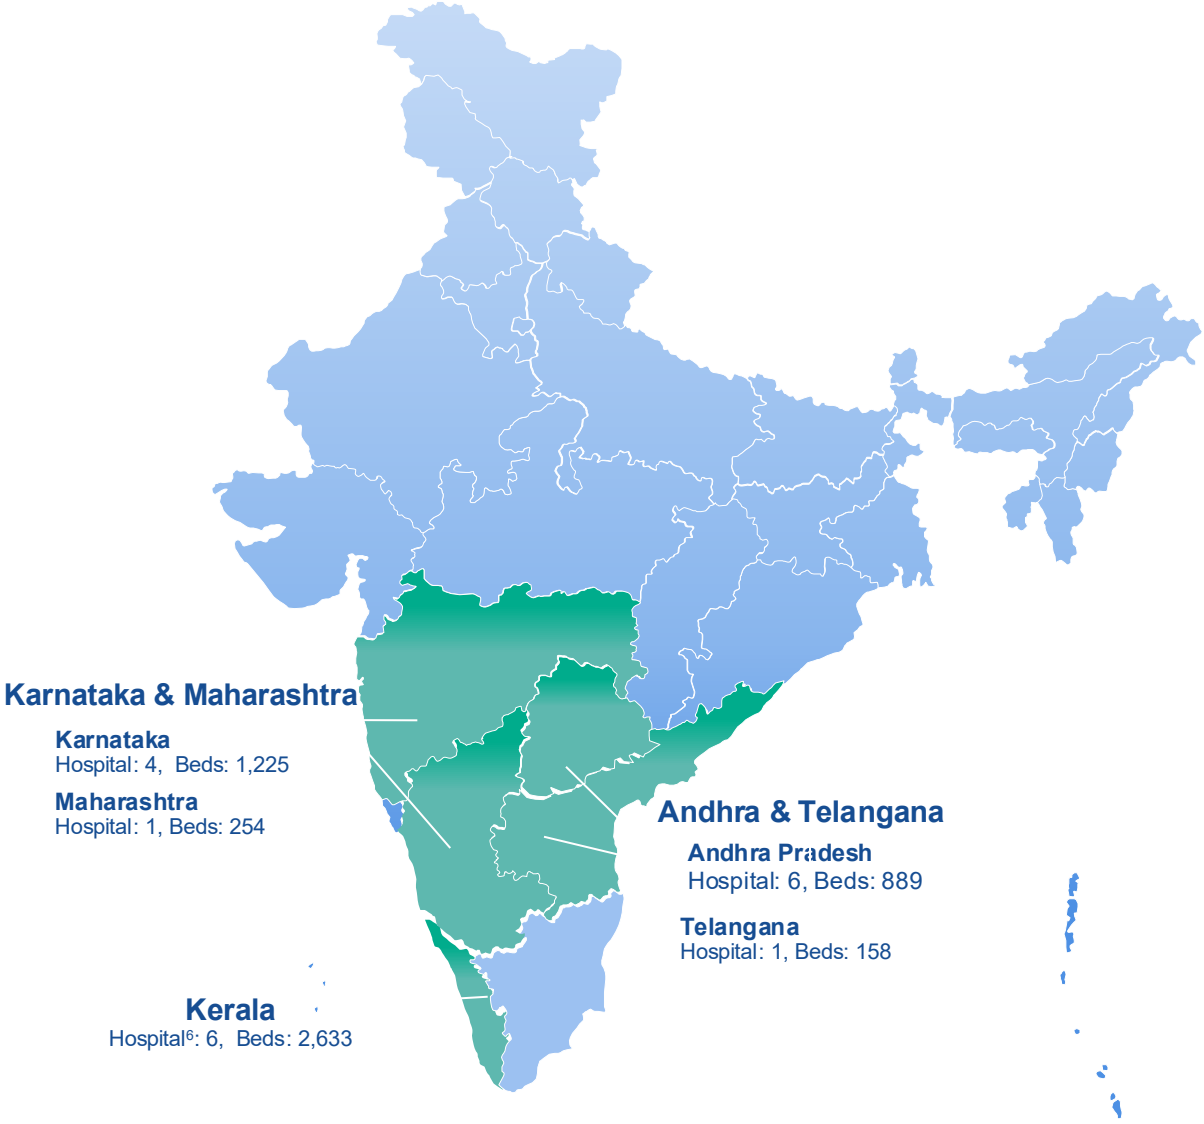 Karnataka & Maharashtra
Karnataka
Hospital: 4, Beds: 1,225
Maharashtra
Hospital: 1, Beds: 254
Andhra & Telangana
Andhra Pradesh
Hospital: 6, Beds: 889
Telangana
Hospital: 1, Beds: 158
Kerala
Hospital⁶: 6, Beds: 2,633